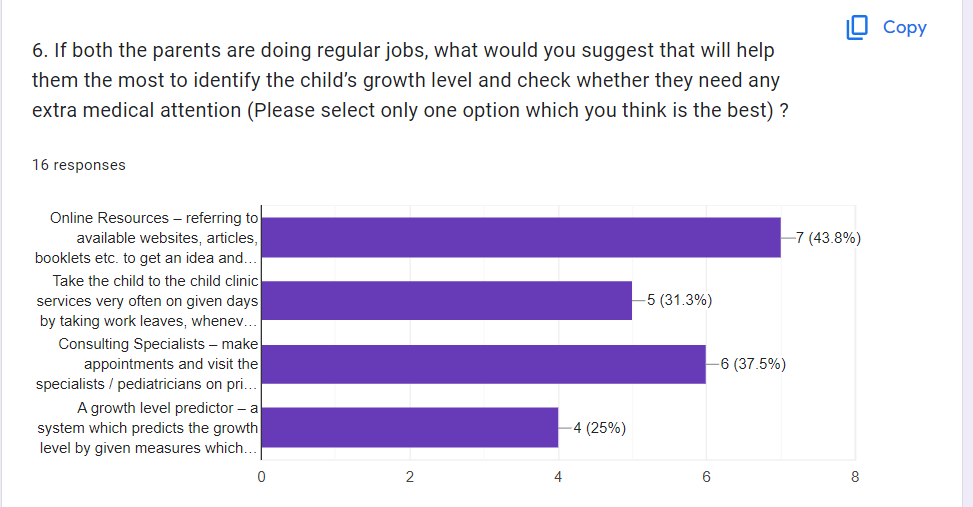 Copy
6. If both the parents are doing regular jobs, what would you suggest that will help
them the most to identify the child’s growth level and check whether they need any
extra medical attention (Please select only one option which you think is the best) ?
16 responses
Online Resources – referring to
available websites, articles,
booklets etc. to get an idea and…
7 (43.8%)
Take the child to the child clinic
services very often on given days
by taking work leaves, whenev…
5 (31.3%)
Consulting Specialists – make
appointments and visit the
specialists / pediatricians on pri…
6 (37.5%)
A growth level predictor – a
system which predicts the growth
level by given measures which…
4 (25%)
0 2 4 6 8